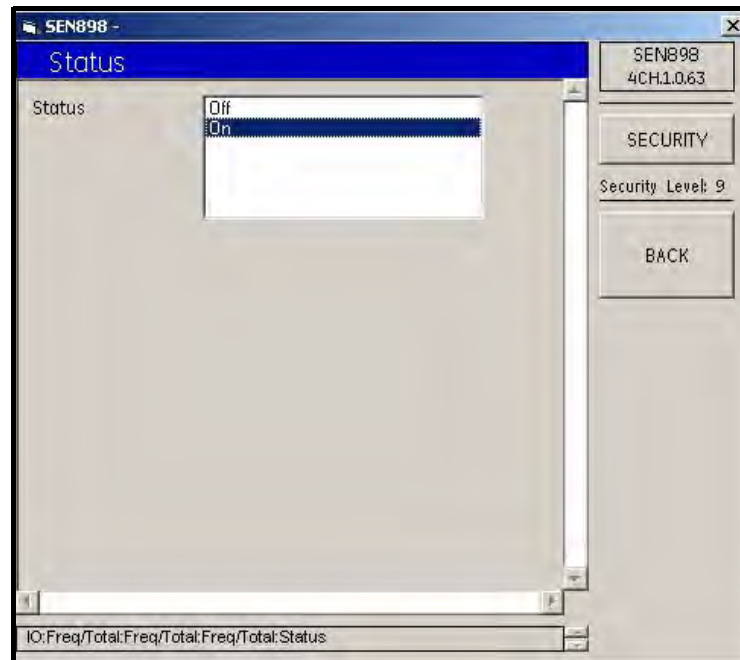 SEN898 -
Status
SEN898
4CH.1.0.63
Status
Off
On
SECURITY
Security Level: 9
BACK
IO:Freq/Total:Freq/Total:Freq/Total:Status